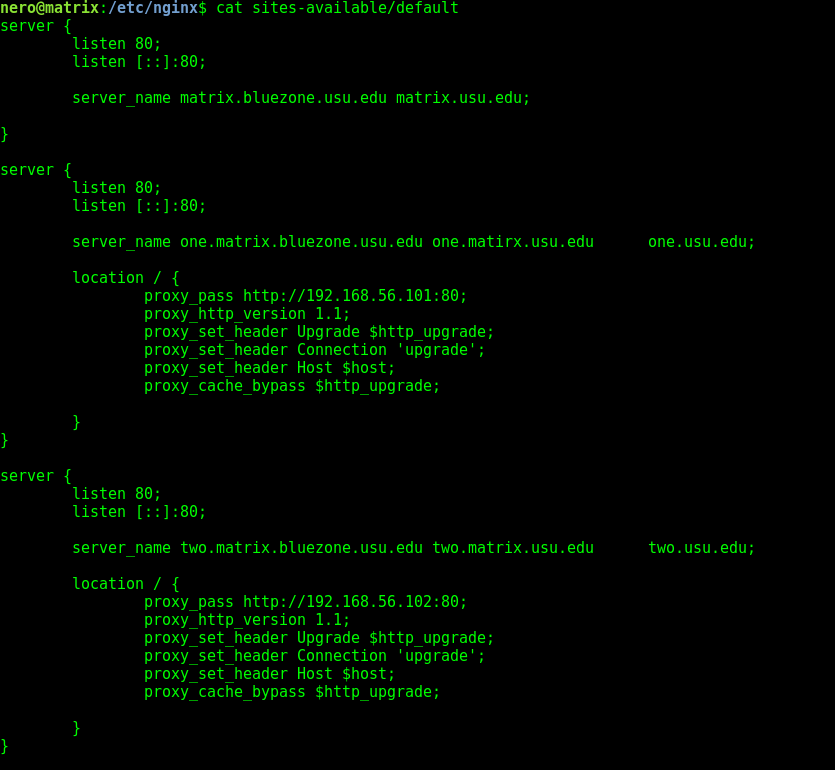 nero@matrix:/etc/nginx$ cat sites-available/default
server {
        listen 80;
        listen [::]:80;

        server_name matrix.bluezone.usu.edu matrix.usu.edu;

}

server {
        listen 80;
        listen [::]:80;

        server_name one.matrix.bluezone.usu.edu one.matirx.usu.edu      one.usu.edu;

        location / {
                proxy_pass http://192.168.56.101:80;
                proxy_http_version 1.1;
                proxy_set_header Upgrade $http_upgrade;
                proxy_set_header Connection 'upgrade';
                proxy_set_header Host $host;
                proxy_cache_bypass $http_upgrade;

        }
}

server {
        listen 80;
        listen [::]:80;

        server_name two.matrix.bluezone.usu.edu two.matrix.usu.edu      two.usu.edu;

        location / {
                proxy_pass http://192.168.56.102:80;
                proxy_http_version 1.1;
                proxy_set_header Upgrade $http_upgrade;
                proxy_set_header Connection 'upgrade';
                proxy_set_header Host $host;
                proxy_cache_bypass $http_upgrade;

        }
}